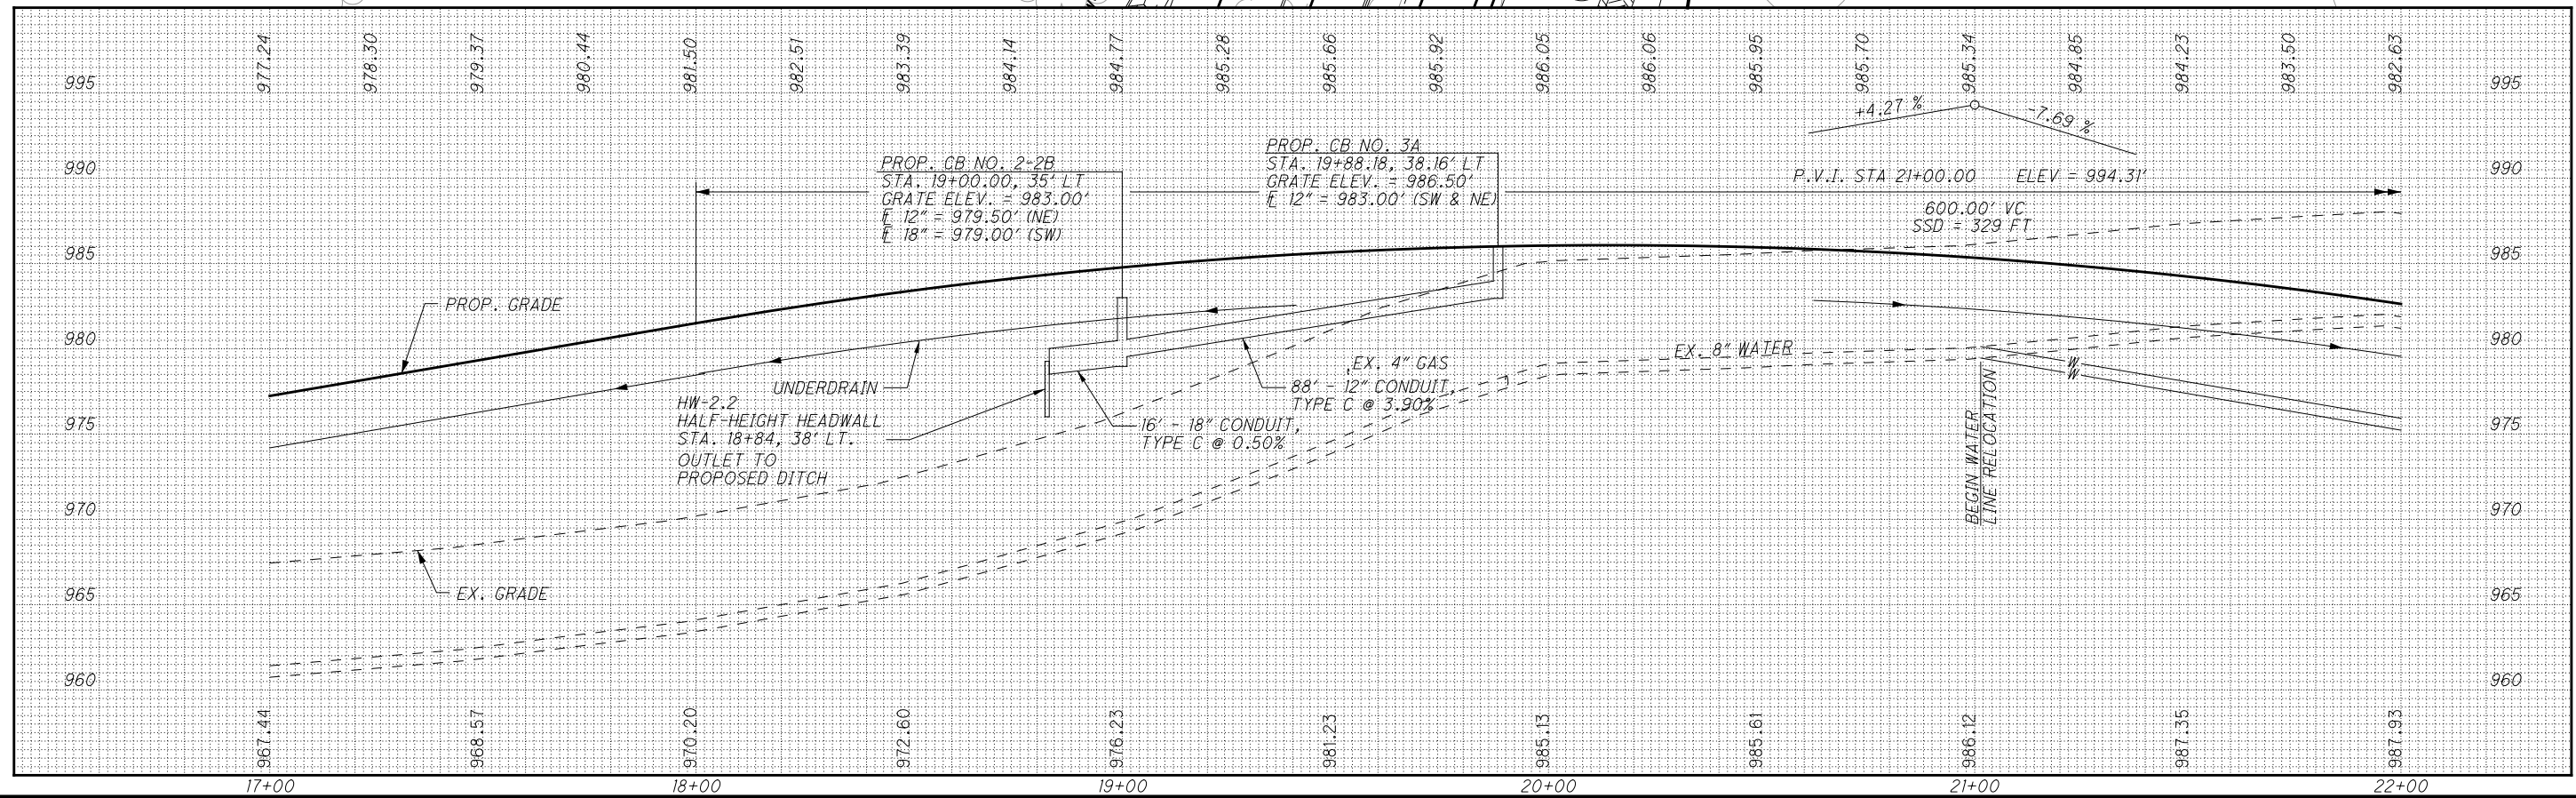 977.24 978.30 979.37 980.44 981.50 982.51 983.39 984.14 984.77 985.28 985.66 985.92 986.05 986.06 985.95 985.70 985.34 984.85 984.23 983.50 982.63
995 995
+4.27 %
-7.69 %
PROP. CB NO. 2-2B
STA. 19+00.00, 35' LT
GRATE ELEV. = 983.00'
12" = 979.50' (NE)
18" = 979.00' (SW)
PROP. CB NO. 3A
STA. 19+88.18, 38.16' LT
GRATE ELEV. = 986.50'
12" = 983.00' (SW & NE)
990 990
P.V.I. STA 21+00.00 ELEV = 994.31'
600.00' VC
SSD = 329 FT
985 985
PROP. GRADE
980 980
EX. 8" WATER
EX. 4" GAS
UNDERDRAIN
88' - 12" CONDUIT,
TYPE C @ 3.90%
W
W
HW-2.2
HALF-HEIGHT HEADWALL
STA. 18+84, 38' LT.
OUTLET TO
PROPOSED DITCH
16' - 18" CONDUIT,
TYPE C @ 0.50%
975 975
BEGIN WATER
LINE RELOCATION
970 970
EX. GRADE
965 965
960 960
967.44 968.57 970.20 972.60 976.23 981.23 985.13 985.61 986.12 987.35 987.93
17+00 18+00 19+00 20+00 21+00 22+00